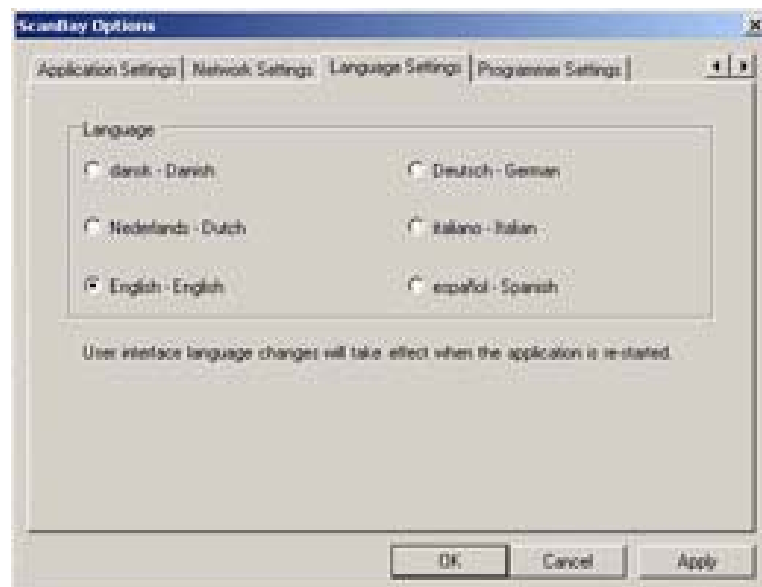 ScanBay Options
Application Settings Network Settings Language Settings Programmer Settings
Language
dansk - Danish
Deutsch - German
Nederlands - Dutch
italiano - Italian
English - English
español - Spanish
User interface language changes will take effect when the application is re-started.
OK Cancel Apply